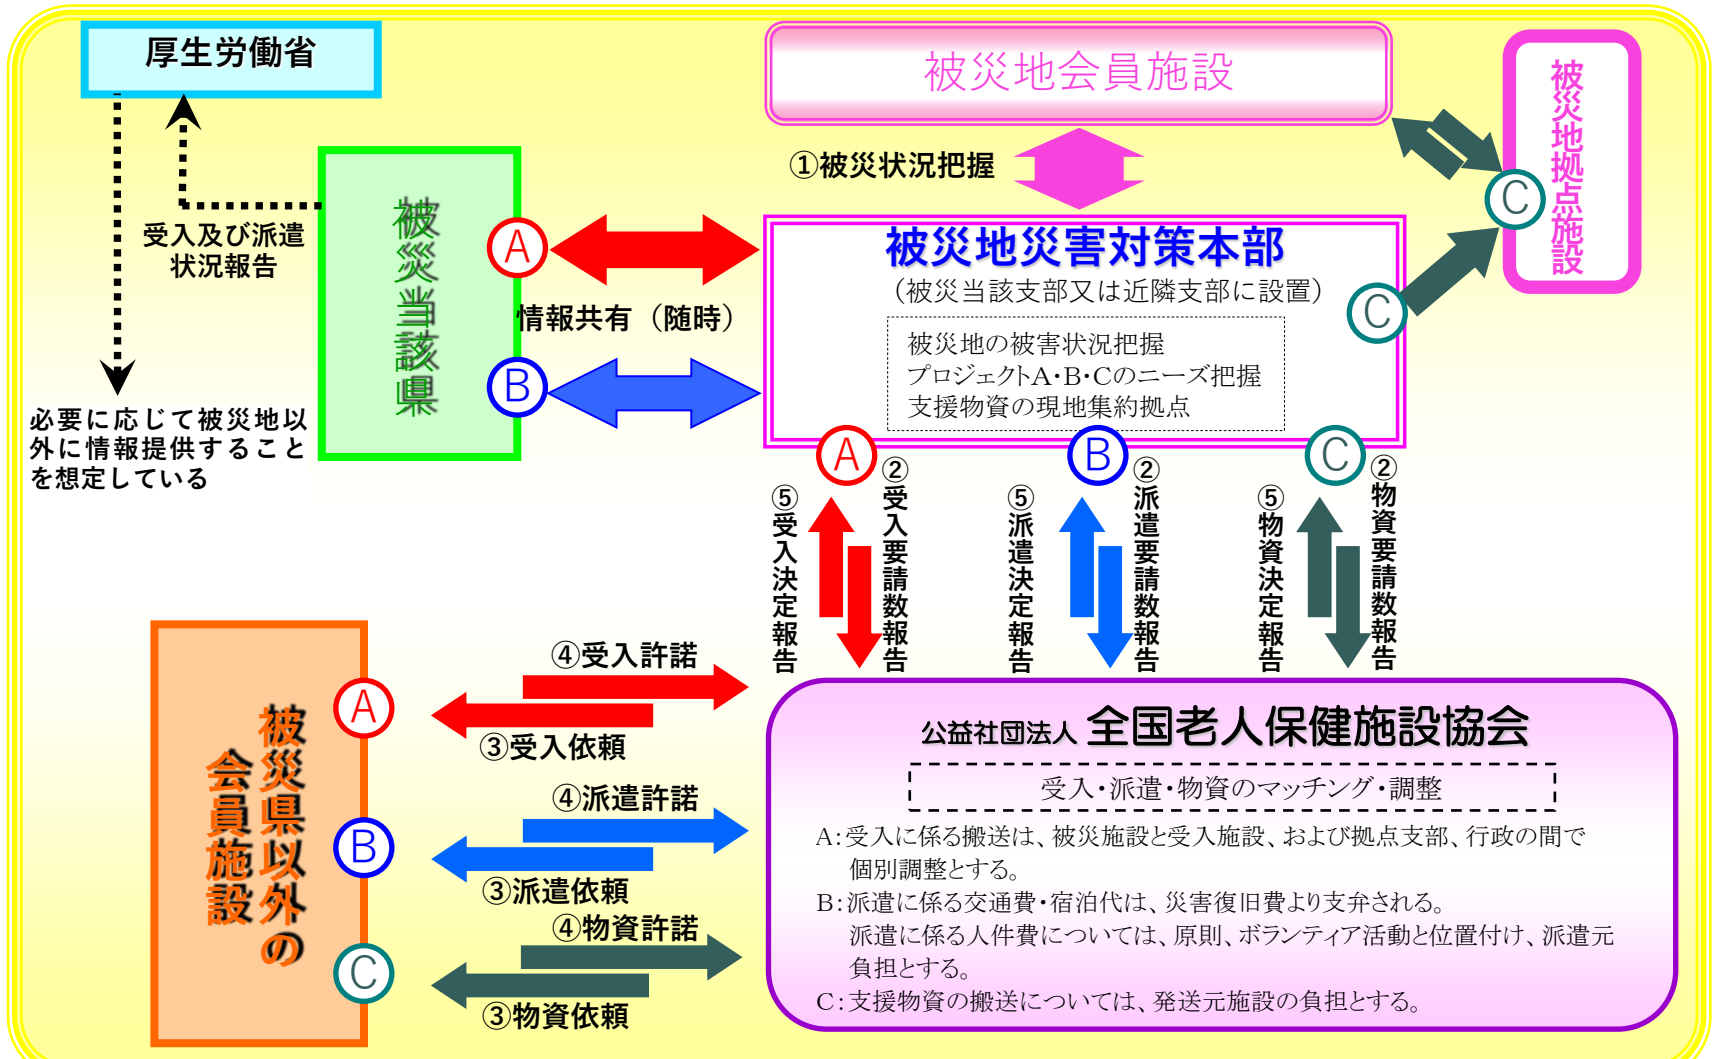 厚生労働省
被災地会員施設
被災地拠点施設
①被災状況把握
C
受入及び派遣
状況報告
被災当該県
A
情報共有（随時）
B
被災地災害対策本部
（被災当該支部又は近隣支部に設置）
C
被災地の被害状況把握
プロジェクトA・B・Cのニーズ把握
支援物資の現地集約拠点
必要に応じて被災地以
外に情報提供すること
を想定している
A
B
C
⑤受入決定報告
②受入要請数報告
⑤派遣決定報告
②派遣要請数報告
⑤物資決定報告
②物資要請数報告
被災県以外の
会員施設
A
④受入許諾
③受入依頼
B
④派遣許諾
③派遣依頼
C
④物資許諾
③物資依頼
公益社団法人 全国老人保健施設協会
受入・派遣・物資のマッチング・調整
A：受入に係る搬送は、被災施設と受入施設、および拠点支部、行政の間で
個別調整とする。
B：派遣に係る交通費・宿泊代は、災害復旧費より支弁される。
派遣に係る人件費については、原則、ボランティア活動と位置付け、派遣元
負担とする。
C：支援物資の搬送については、発送元施設の負担とする。